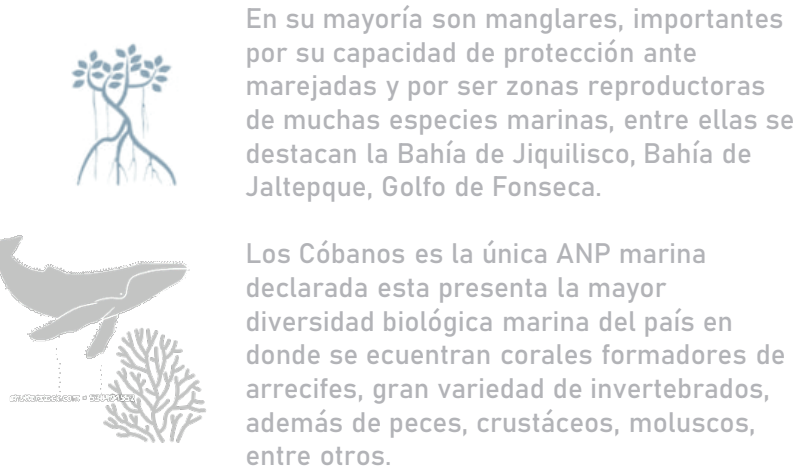 En su mayoría son manglares, importantes
por su capacidad de protección ante
marejadas y por ser zonas reproductoras
de muchas especies marinas, entre ellas se
destacan la Bahía de Jiquilisco, Bahía de
Jaltepque, Golfo de Fonseca.
Los Cóbanos es la única ANP marina
declarada esta presenta la mayor
diversidad biológica marina del país en
donde se ecuentran corales formadores de
arrecifes, gran variedad de invertebrados,
además de peces, crustáceos, moluscos,
entre otros.